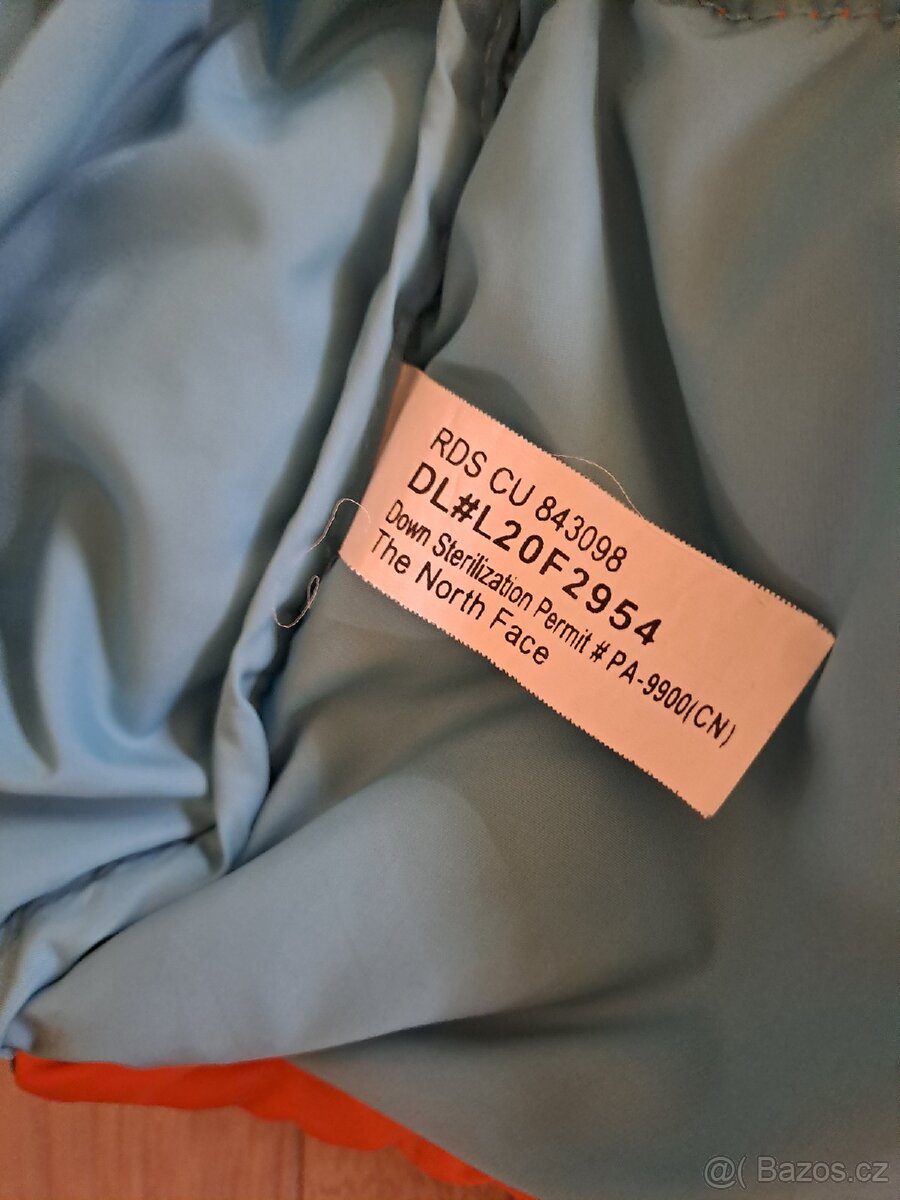 RDS CU 843098
DL#L20F2954
Down Sterilization Permit # PA-9900(CN)
The North Face
@( Bazos.cz